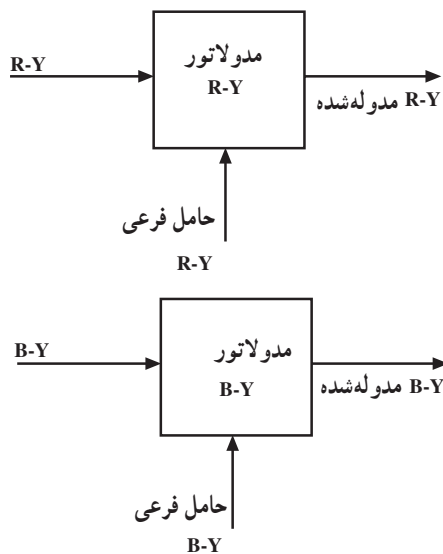 مدولاتور
R-Y
R-Y
R-Y مدوله‌شده
حامل فرعی
R-Y
مدولاتور
B-Y
B-Y
B-Y مدوله‌شده
حامل فرعی
B-Y